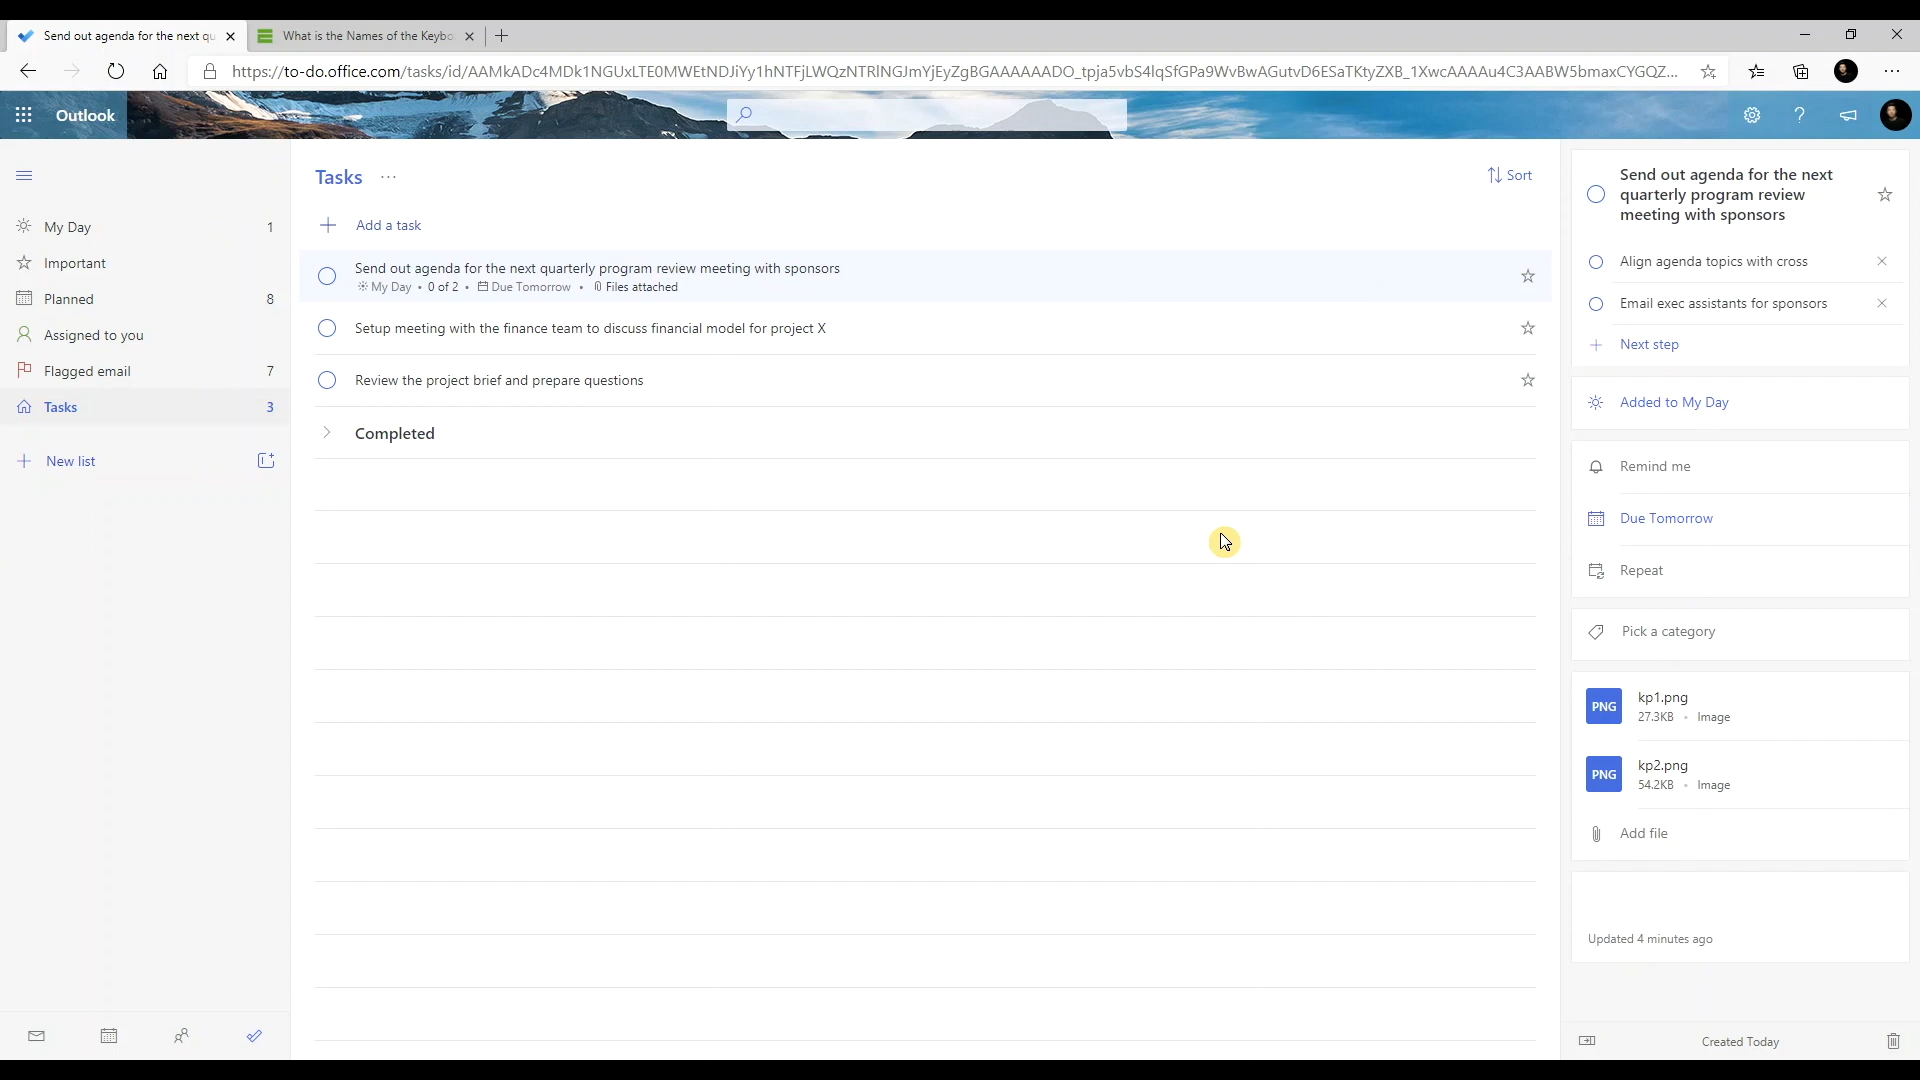 Send out agenda for the next qu
What is the Names of the Keybo
https://to-do.office.com/tasks/id/AAMkADc4MDk1NGUxLTE0MWEtNDJiYy1hNTFjLWQzNTRlNGJmYjEyZgBGAAAAAADO_tpja5vbS4lqSfGPa9WvBwAGutvD6ESaTKtyZXB_1XwcAAAAu4C3AABW5bmaxCYGQZ...
Outlook
Tasks ...
Sort
Add a task
My Day 1
Important
Planned 8
Assigned to you
Flagged email 7
Tasks 3
New list
Send out agenda for the next quarterly program review meeting with sponsors
My Day • 0 of 2 • Due Tomorrow • Files attached
Setup meeting with the finance team to discuss financial model for project X
Review the project brief and prepare questions
Completed
Send out agenda for the next
quarterly program review
meeting with sponsors
Align agenda topics with cross
Email exec assistants for sponsors
Next step
Added to My Day
Remind me
Due Tomorrow
Repeat
Pick a category
PNG
kp1.png
27.3KB • Image
PNG
kp2.png
54.2KB • Image
Add file
Updated 4 minutes ago
Created Today